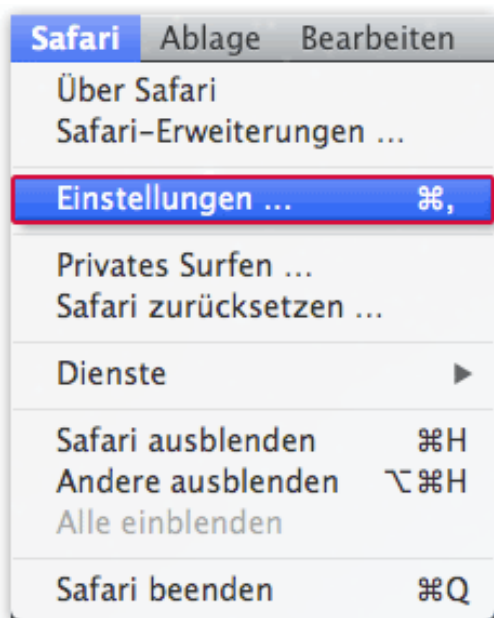 Safari Ablage Bearbeiten
Über Safari
Safari-Erweiterungen ...
Einstellungen ... ⌘,
Privates Surfen ...
Safari zurücksetzen ...
Dienste ▶
Safari ausblenden ⌘H
Andere ausblenden ⌥⌘H
Alle einblenden
Safari beenden ⌘Q